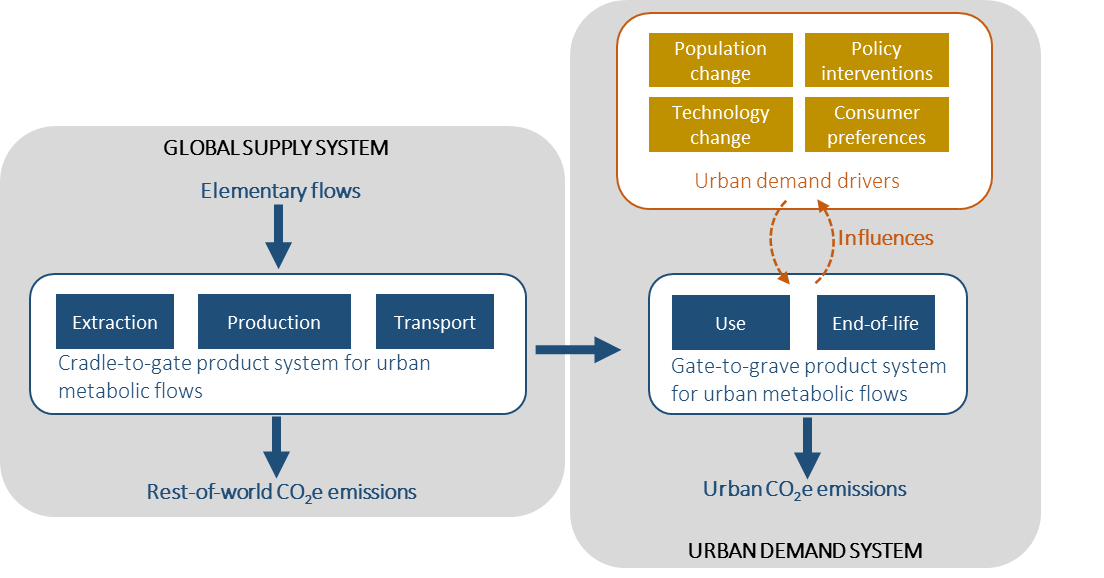 GLOBAL SUPPLY SYSTEM
Elementary flows
Extraction
Production
Transport
Cradle-to-gate product system for urban
metabolic flows
Rest-of-world CO₂e emissions
Population
change
Policy
interventions
Technology
change
Consumer
preferences
Urban demand drivers
Influences
Use
End-of-life
Gate-to-grave product system
for urban metabolic flows
Urban CO₂e emissions
URBAN DEMAND SYSTEM